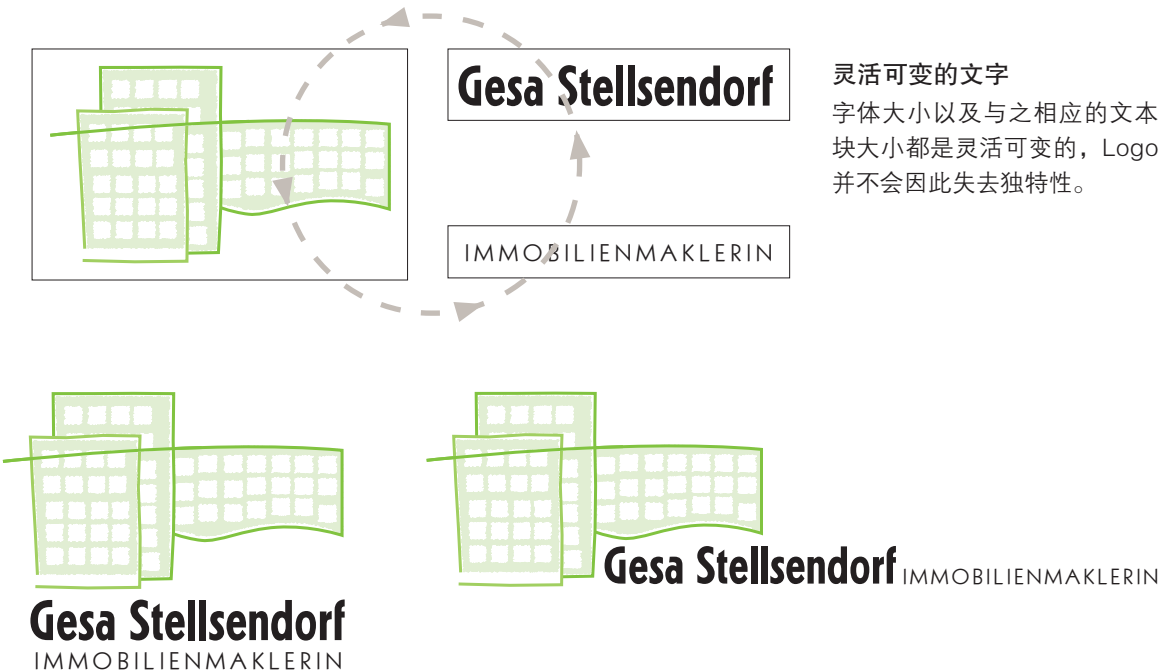 Gesa Stellsendorf
IMMOBILIENMAKLERIN
灵活可变的文字
字体大小以及与之相应的文本
块大小都是灵活可变的，Logo
并不会因此失去独特性。
Gesa Stellsendorf
IMMOBILIENMAKLERIN
Gesa Stellsendorf IMMOBILIENMAKLERIN